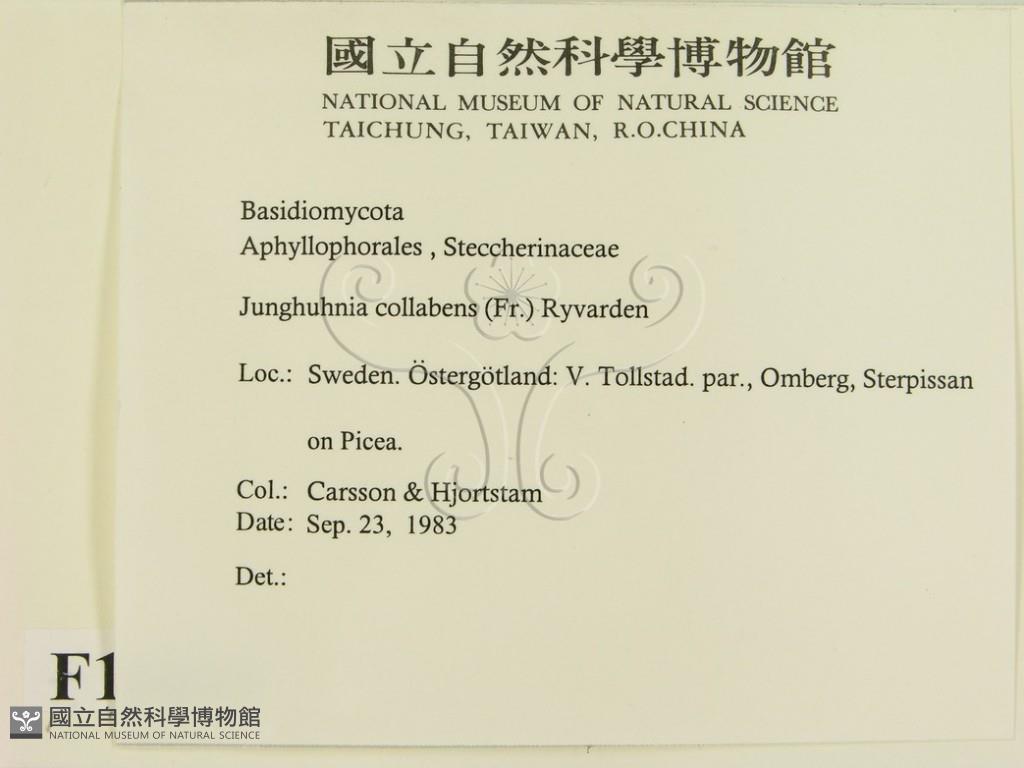 國立自然科學博物館
NATIONAL MUSEUM OF NATURAL SCIENCE
TAICHUNG, TAIWAN, R.O.CHINA
Basidiomycota
Aphyllophorales , Steccherinaceae
Junghuhnia collabens (Fr.) Ryvarden
Loc.: Sweden. Östergötland: V. Tollstad. par., Omberg, Sterpissan
on Picea.
Col.: Carsson & Hjortstam
Date: Sep. 23, 1983
Det.:
F1
國立自然科學博物館
NATIONAL MUSEUM OF NATURAL SCIENCE